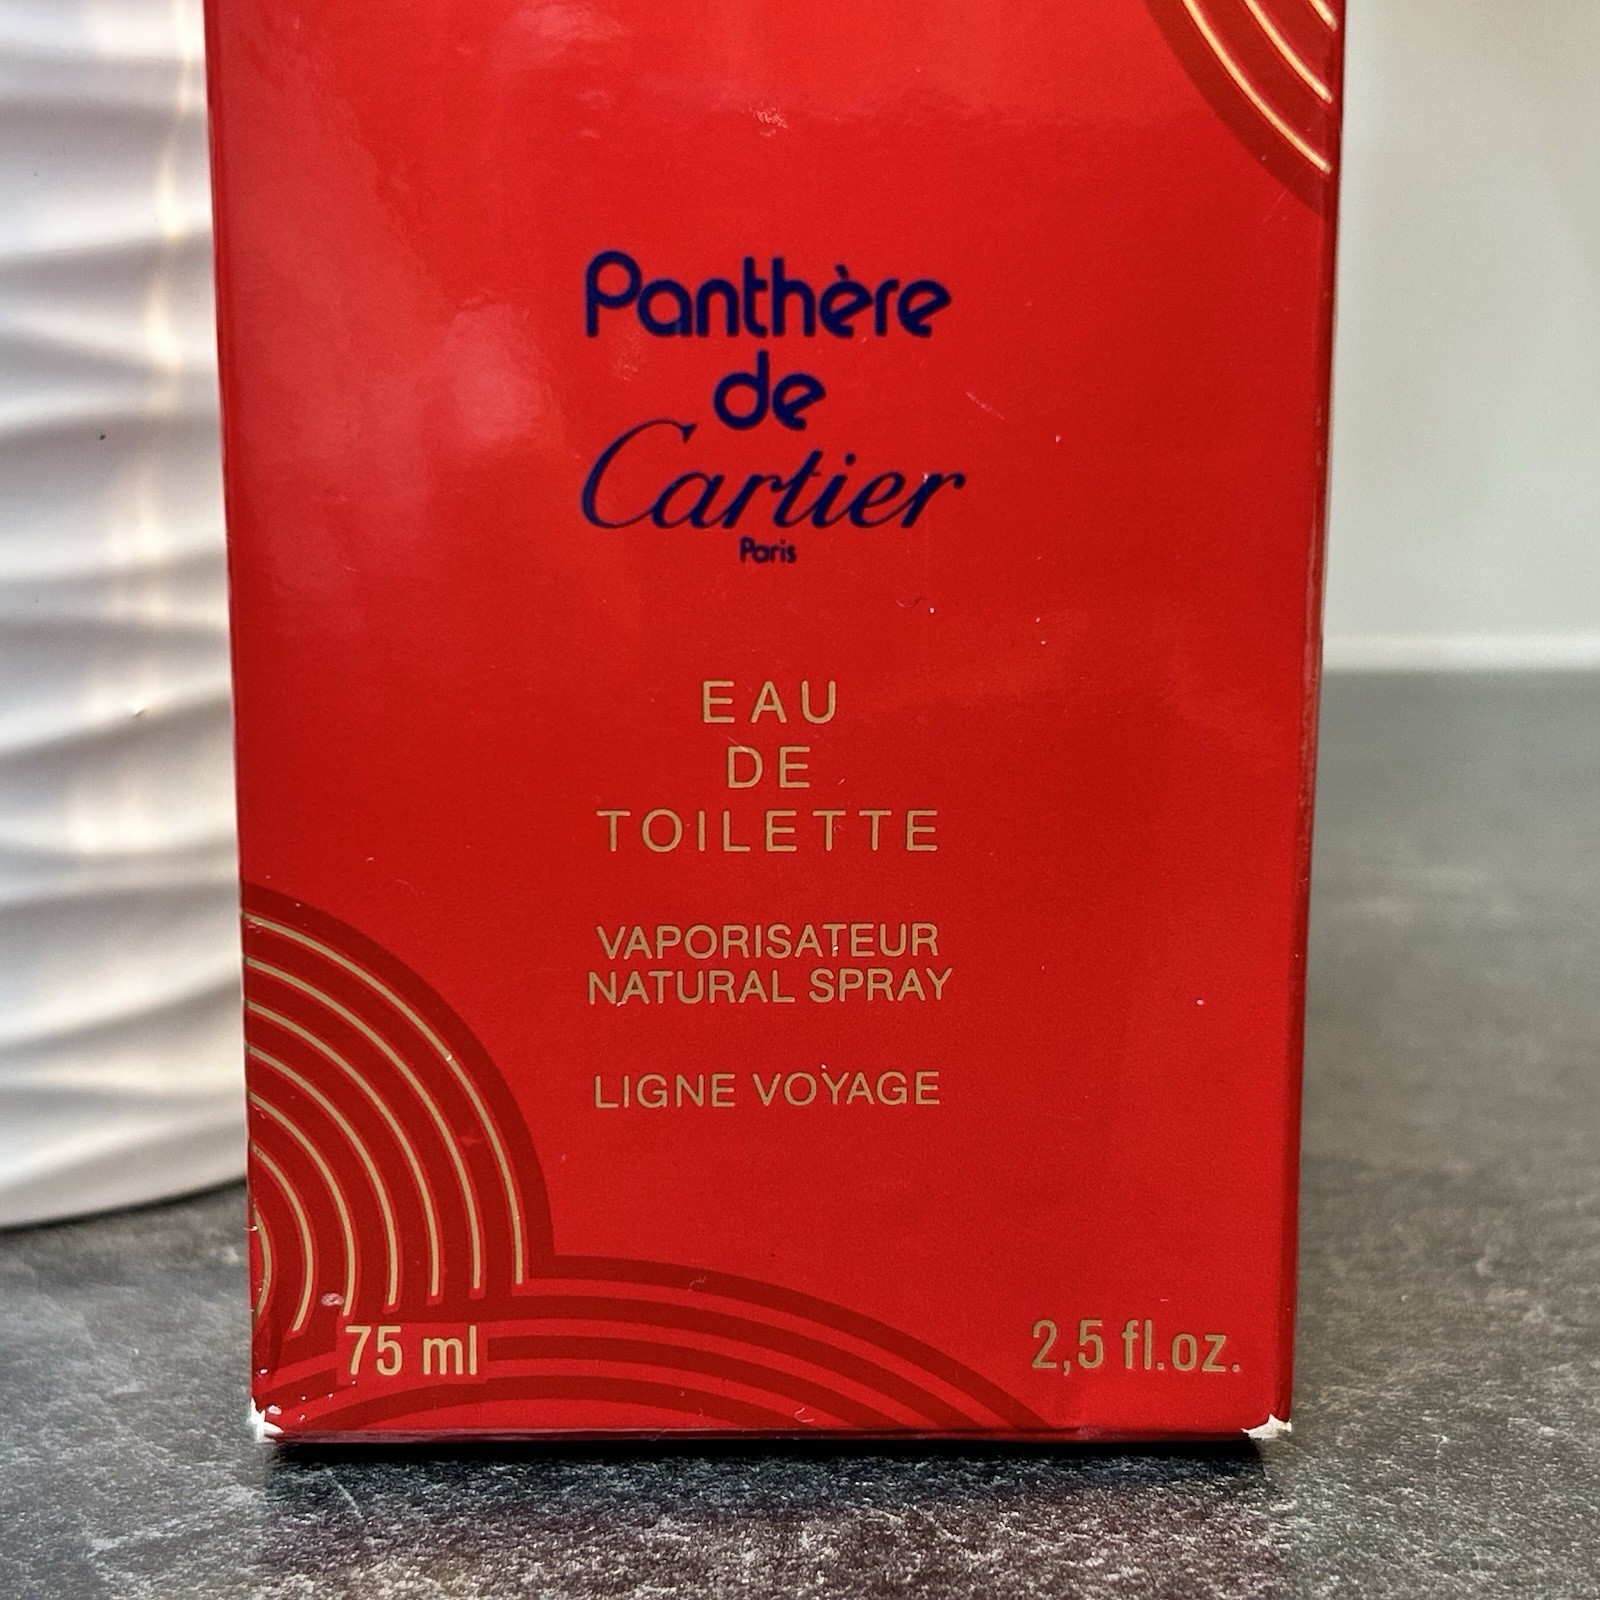 Panthère
de
Cartier
Paris
EAU
DE
TOILETTE
VAPORISATEUR
NATURAL SPRAY
LIGNE VOYAGE
75 ml
2,5 fl.oz.